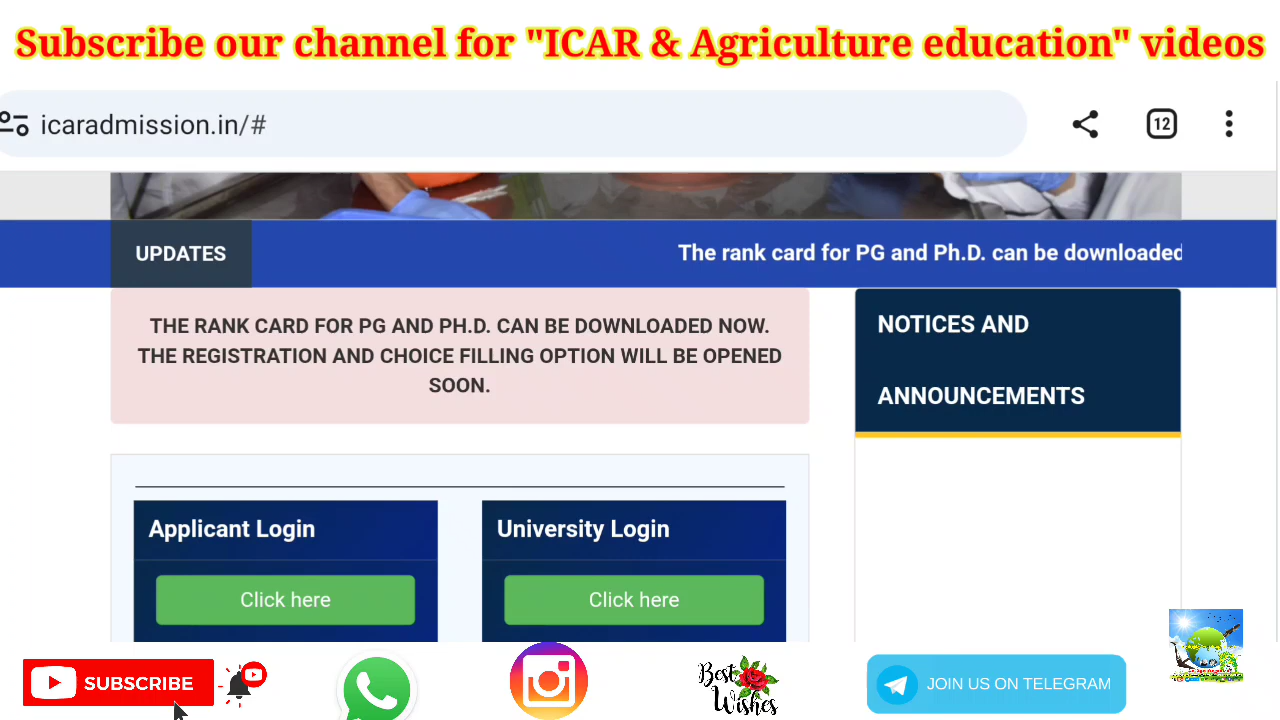 Subscribe our channel for "ICAR & Agriculture education" videos
icaradmission.in/#
12
UPDATES
The rank card for PG and Ph.D. can be downloaded
THE RANK CARD FOR PG AND PH.D. CAN BE DOWNLOADED NOW.
THE REGISTRATION AND CHOICE FILLING OPTION WILL BE OPENED
SOON.
NOTICES AND
ANNOUNCEMENTS
Applicant Login
University Login
Click here
Click here
SUBSCRIBE
Best
Wishes
JOIN US ON TELEGRAM